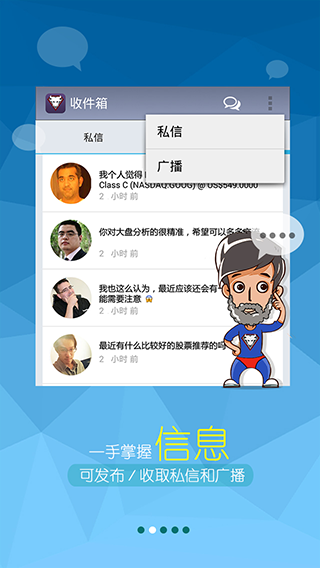 收件箱
私信
私信
广播
我个人觉得
Class C (NASDAQ:GOOG) @ US$549.0000
2 小时 前
你对大盘分析的很精准，希望可以多多
2 小时 前
我也这么认为，最近应该还会有
能需要注意 😱
2 小时 前
最近有什么比较好的股票推荐的吗
2 小时 前
一手掌握信息
可发布/收取私信和广播